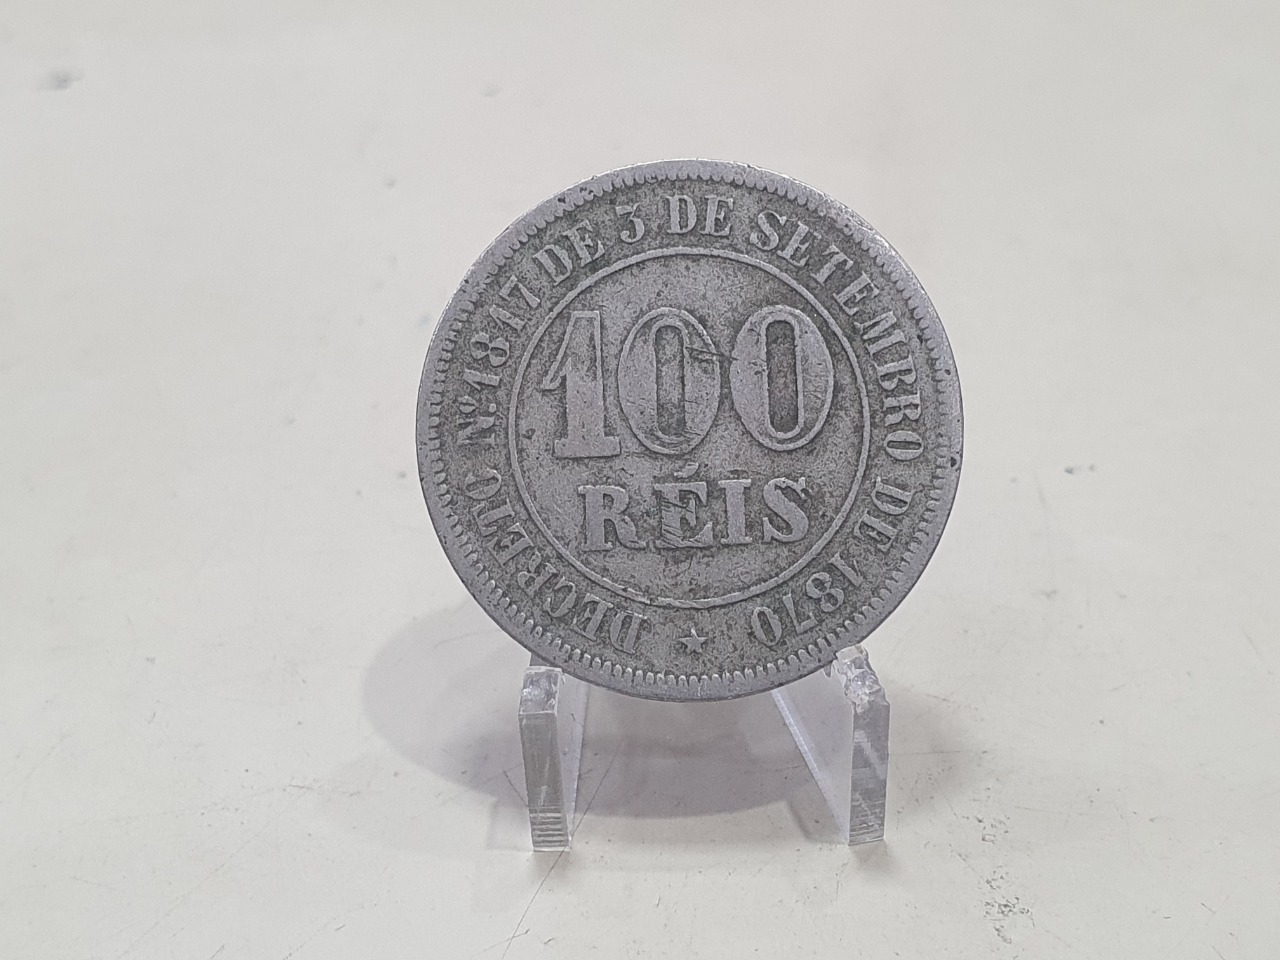 DECRETO Nº 1817 DE 3 DE SETEMBRO DE 1870
100
RÉIS